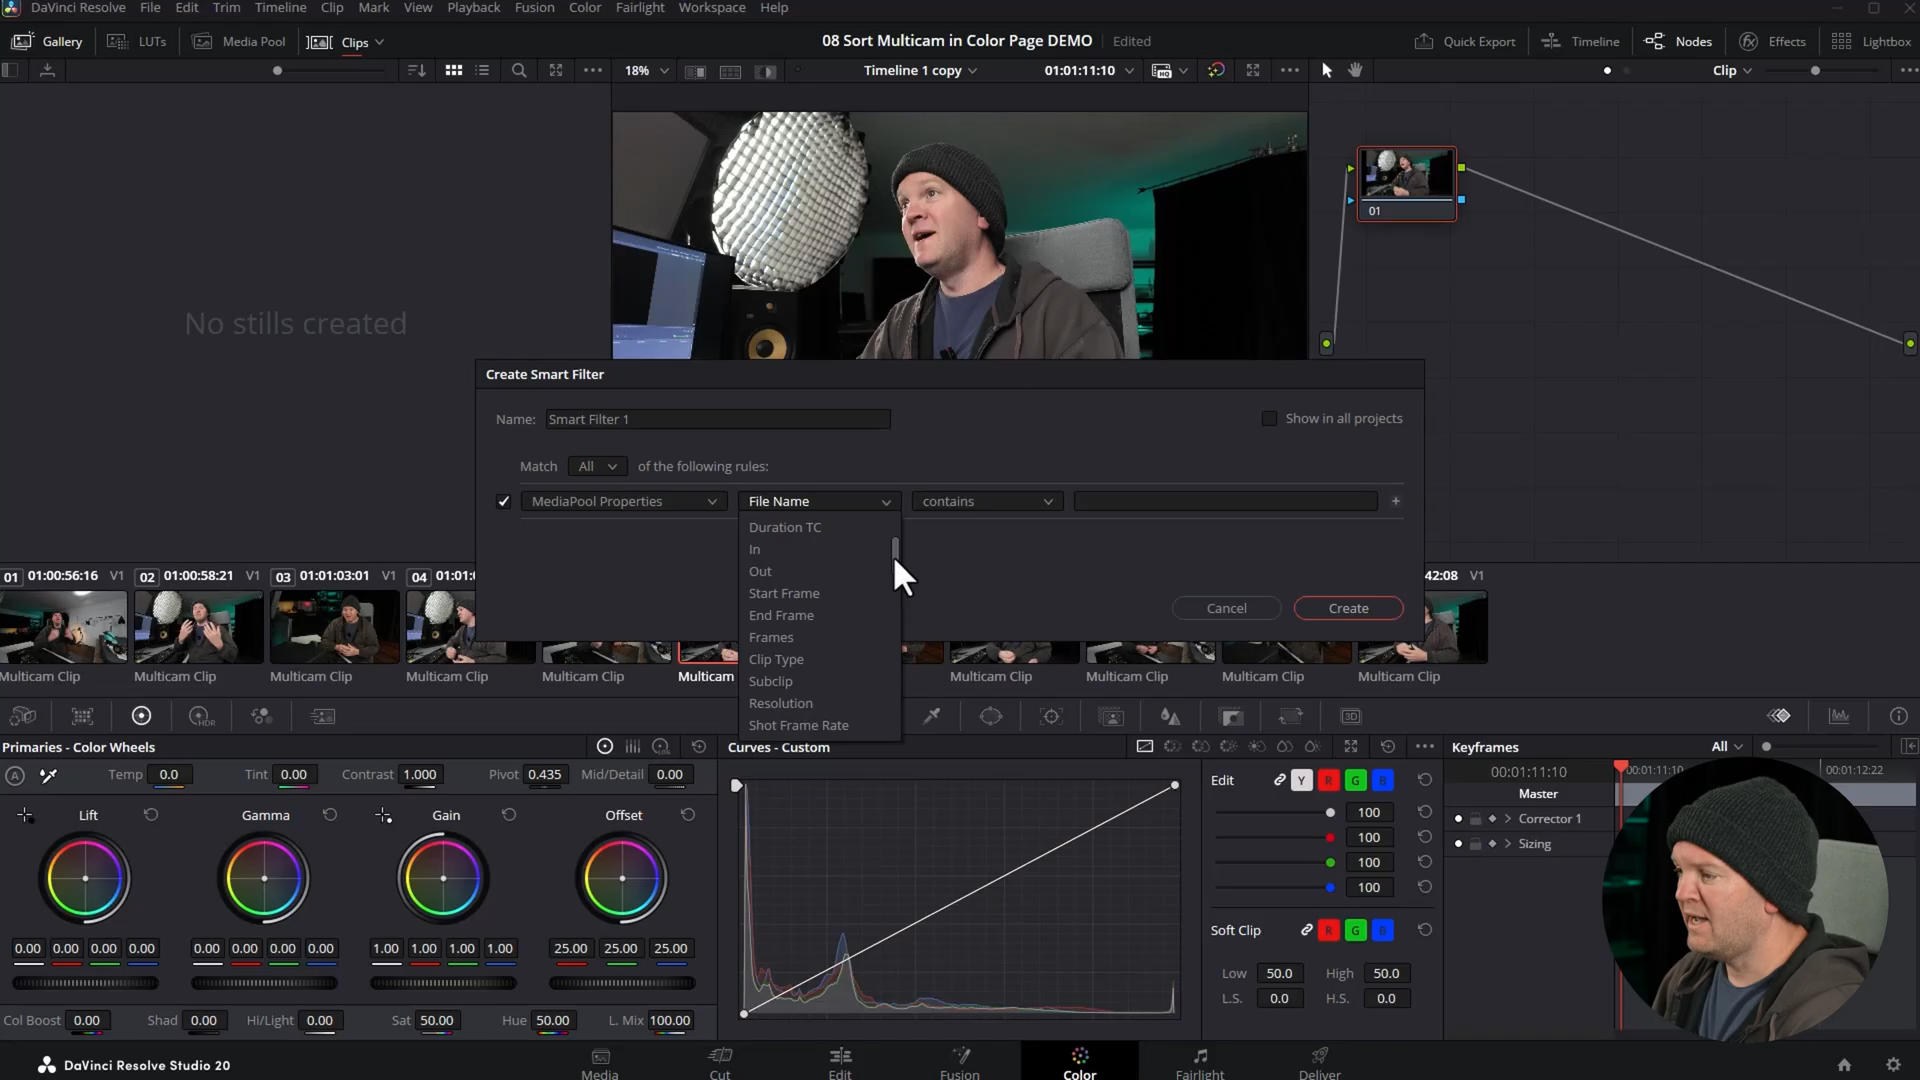 DaVinci Resolve File Edit Trim Timeline Clip Mark View Playback Fusion Color Fairlight Workspace Help
Gallery LUTs Media Pool Clips 08 Sort Multicam in Color Page DEMO Edited Quick Export Timeline Nodes Effects Lightbox
18% Timeline 1 copy 01:01:11:10 Clip
No stills created
01
Create Smart Filter
Name: Smart Filter 1 Show in all projects
Match All of the following rules:
MediaPool Properties File Name contains
Duration TC
In
Out
Start Frame
End Frame
Frames
Clip Type
Subclip
Resolution
Shot Frame Rate
Cancel Create
01 01:00:56:16 V1 02 01:00:58:21 V1 03 01:01:03:01 V1 04 01:01:0 42:08 V1
Multicam Clip Multicam Clip Multicam Clip Multicam Clip Multicam Clip Multicam Multicam Clip Multicam Clip Multicam Clip Multicam Clip
HDR LOG 3D
Primaries - Color Wheels Curves - Custom Keyframes All
A Temp 0.0 Tint 0.00 Contrast 1.000 Pivot 0.435 Mid/Detail 0.00
Lift Gamma Gain Offset
0.00 0.00 0.00 0.00 0.00 0.00 0.00 0.00 1.00 1.00 1.00 1.00 25.00 25.00 25.00
Col Boost 0.00 Shad 0.00 Hi/Light 0.00 Sat 50.00 Hue 50.00 L. Mix 100.00
Edit Y R G B
100
100
100
100
Soft Clip R G B
Low 50.0 High 50.0
L.S. 0.0 H.S. 0.0
00:01:11:10 00:01:11:10 00:01:12:22
Master
Corrector 1
Sizing
DaVinci Resolve Studio 20 Media Cut Edit Fusion Color Fairlight Deliver